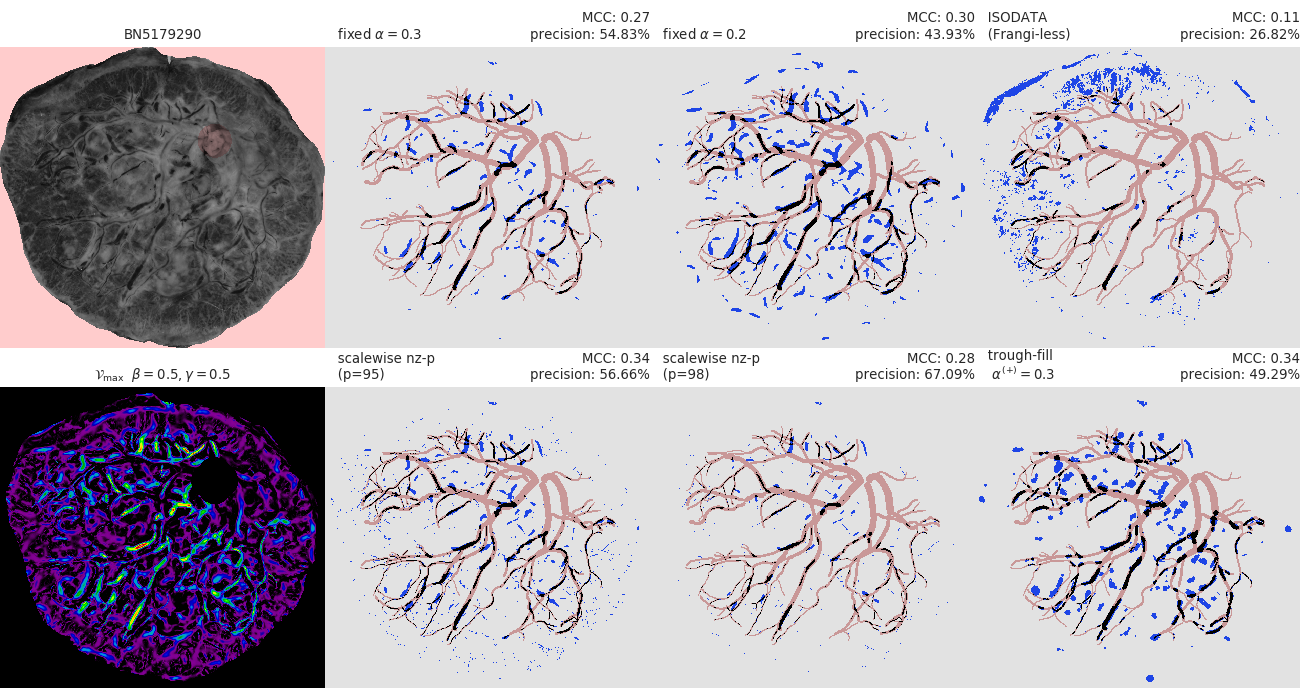 BN5179290
fixed α = 0.3
MCC: 0.27
precision: 54.83%
fixed α = 0.2
MCC: 0.30
precision: 43.93%
ISODATA
(Frangi-less)
MCC: 0.11
precision: 26.82%
𝒱max β = 0.5, γ = 0.5
scalewise nz-p
(p=95)
MCC: 0.34
precision: 56.66%
scalewise nz-p
(p=98)
MCC: 0.28
precision: 67.09%
trough-fill
α⁽⁺⁾ = 0.3
MCC: 0.34
precision: 49.29%